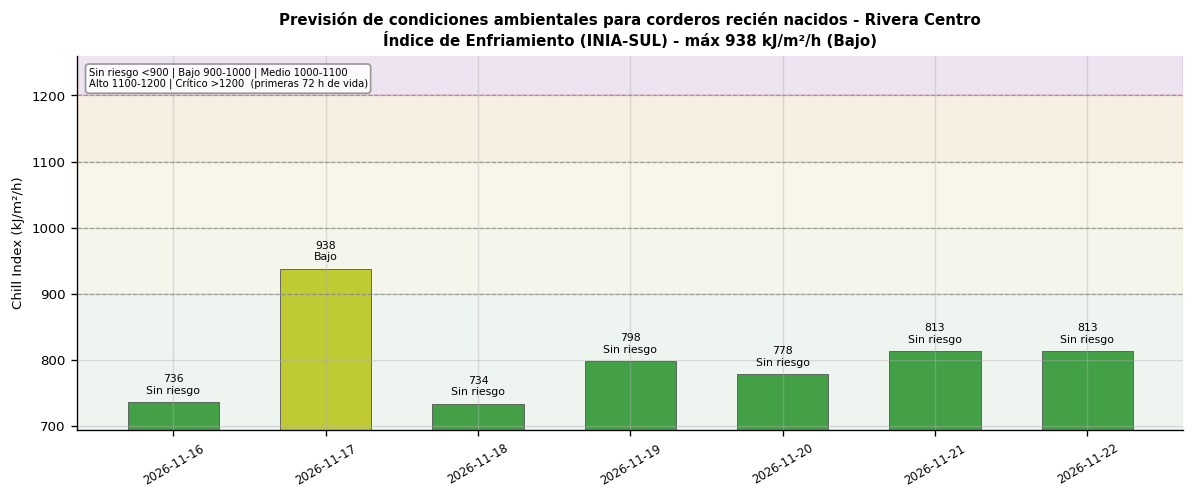 Previsión de condiciones ambientales para corderos recién nacidos - Rivera Centro
Índice de Enfriamiento (INIA-SUL) - máx 938 kJ/m²/h (Bajo)
Sin riesgo <900 | Bajo 900-1000 | Medio 1000-1100
Alto 1100-1200 | Crítico >1200  (primeras 72 h de vida)
Chill Index (kJ/m²/h)
1200
1100
1000
900
800
700
736
Sin riesgo
938
Bajo
734
Sin riesgo
798
Sin riesgo
778
Sin riesgo
813
Sin riesgo
813
Sin riesgo
2026-11-16
2026-11-17
2026-11-18
2026-11-19
2026-11-20
2026-11-21
2026-11-22